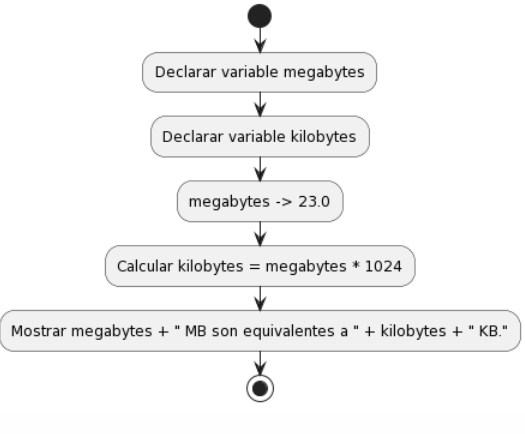 Declarar variable megabytes
Declarar variable kilobytes
megabytes -> 23.0
Calcular kilobytes = megabytes * 1024
Mostrar megabytes + " MB son equivalentes a " + kilobytes + " KB."